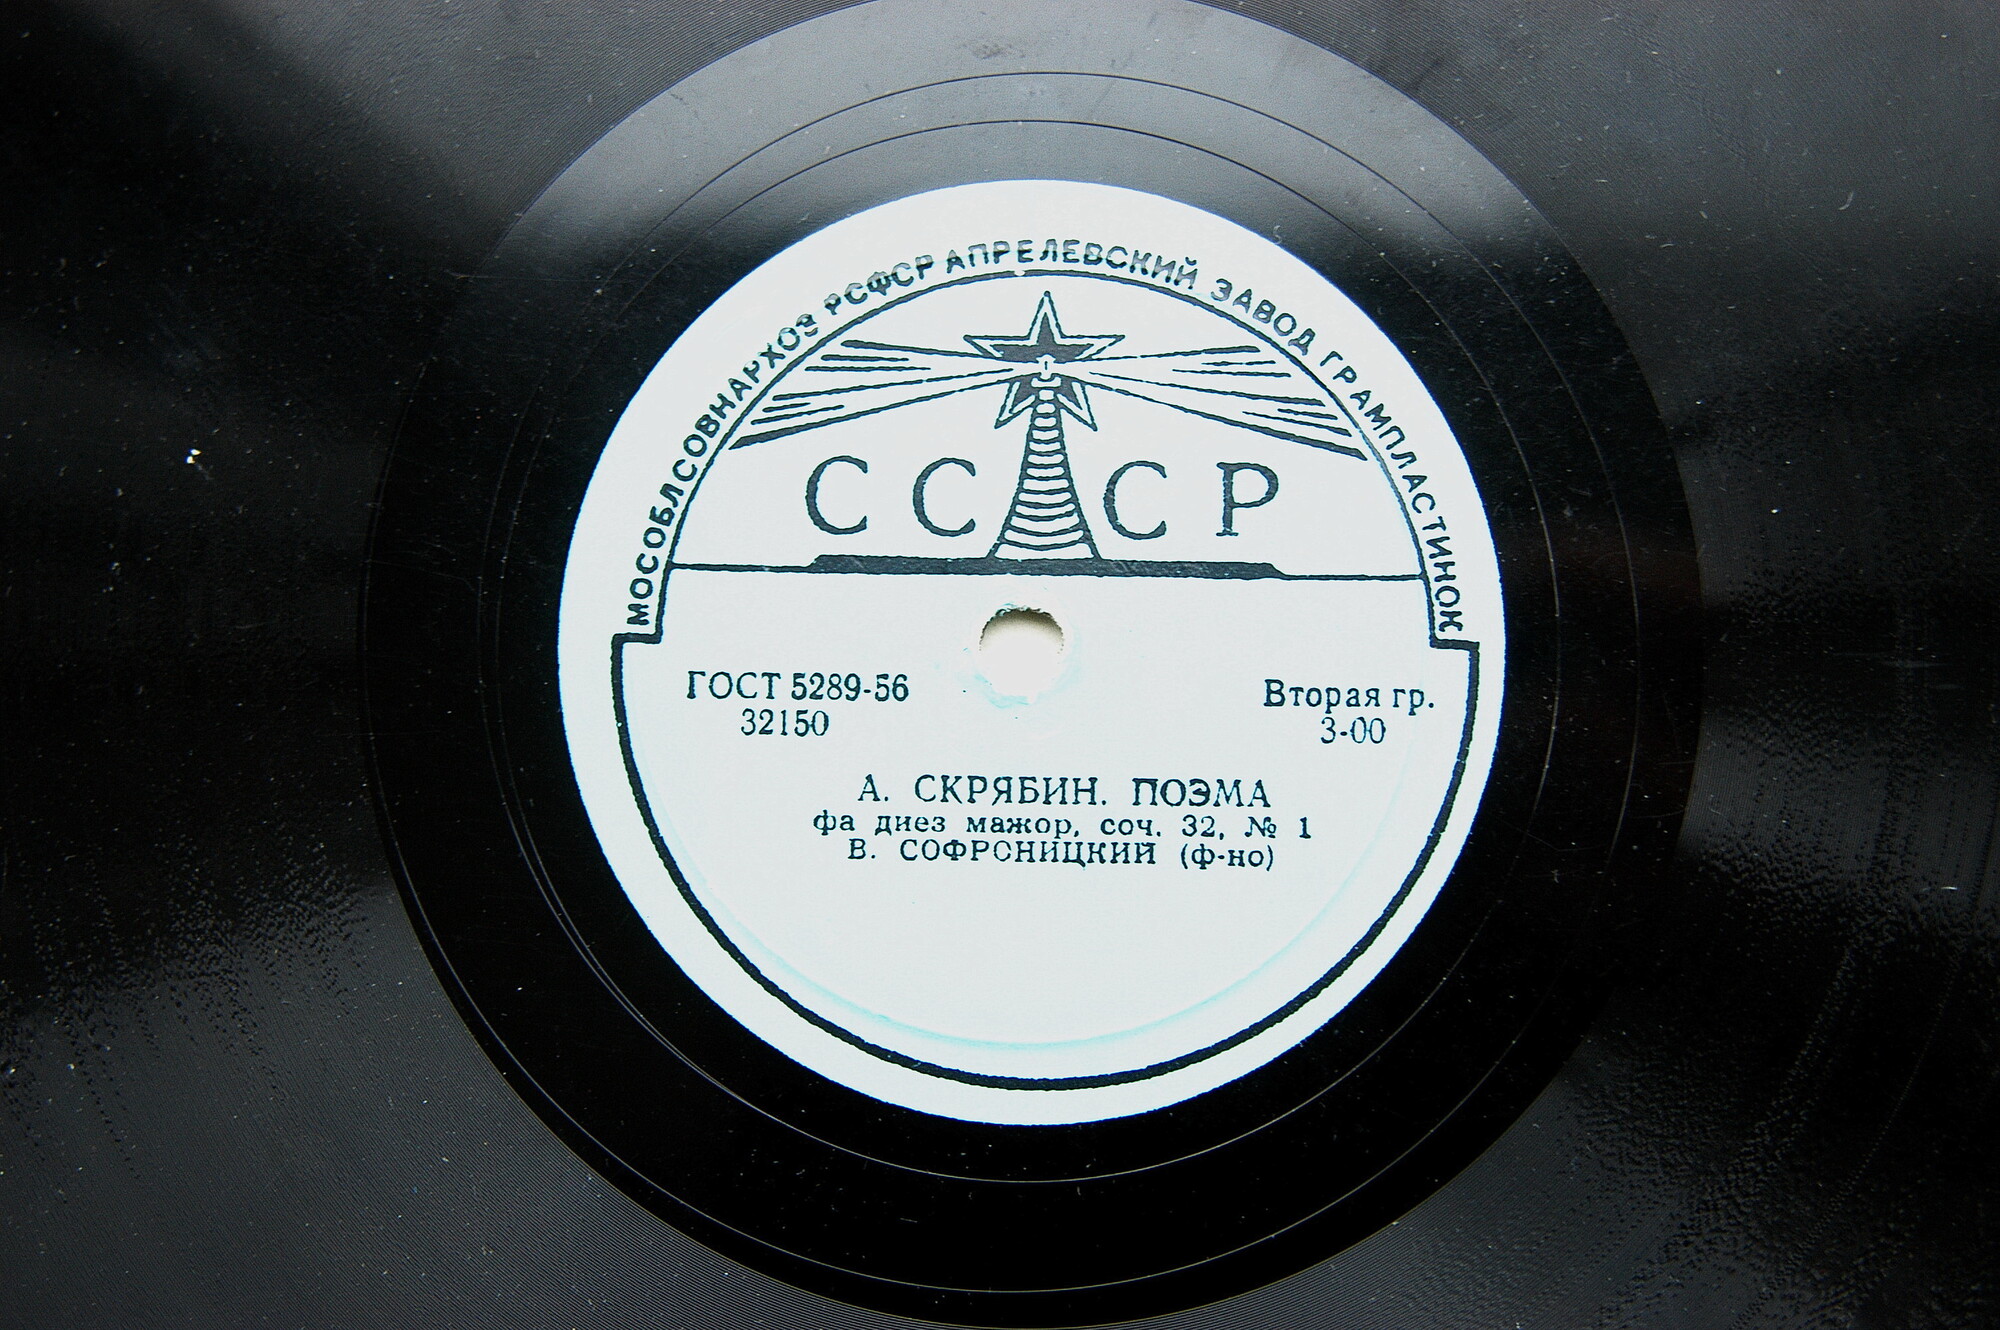 МОСОБЛСОВНАРХОЗ РСФСР АПРЕЛЕВСКИЙ ЗАВОД ГРАМПЛАСТИНОК
СССР
ГОСТ 5289-56
32150
Вторая гр.
3-00
А. СКРЯБИН. ПОЭМА
фа диез мажор, соч. 32, № 1
В. СОФРОНИЦКИЙ (ф-но)